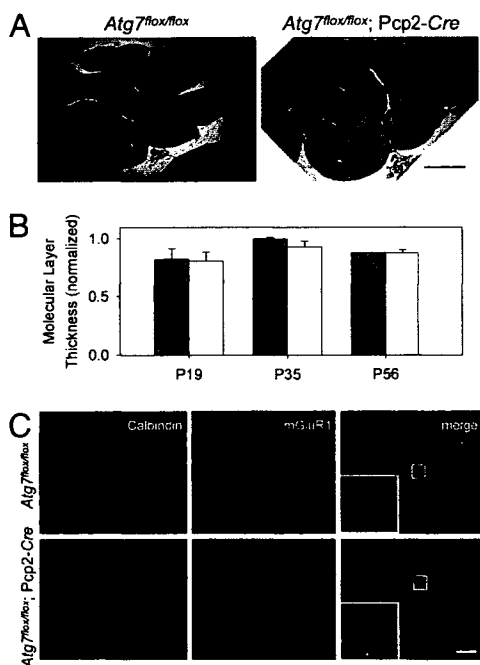 A
Atg7flox/flox
Atg7flox/flox; Pcp2-Cre
B
Molecular Layer
Thickness (normalized)
1.0
0.5
0.0
P19
P35
P56
C
Calbindin
mGluR1
merge
Atg7flox/flox
Atg7flox/flox; Pcp2-Cre